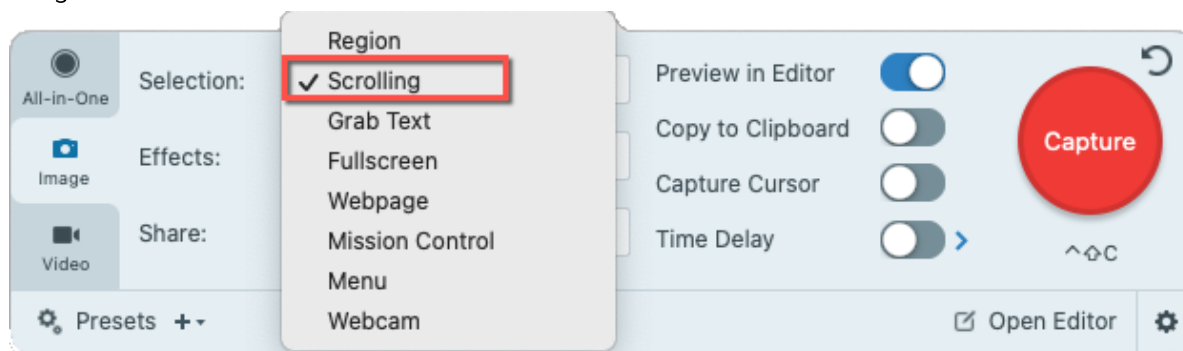 All-in-One
Image
Video
Selection:
Effects:
Share:
Region
✓ Scrolling
Grab Text
Fullscreen
Webpage
Mission Control
Menu
Webcam
Preview in Editor
Copy to Clipboard
Capture Cursor
Time Delay
Capture
^⇧C
Presets +
Open Editor